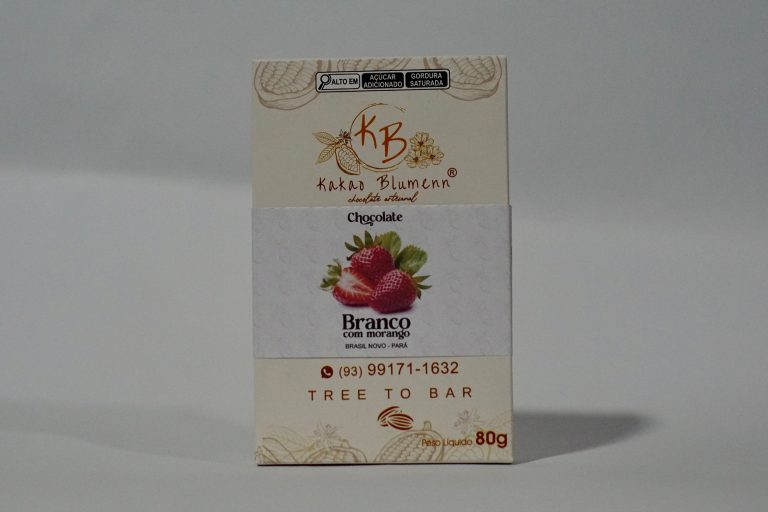 ALTO EM AÇÚCAR ADICIONADO GORDURA SATURADA
KB
Kakao Blumenn®
chocolate artesanal
Chocolate
Branco
com morango
BRASIL NOVO - PARÁ
(93) 99171-1632
TREE TO BAR
Peso Líquido 80g